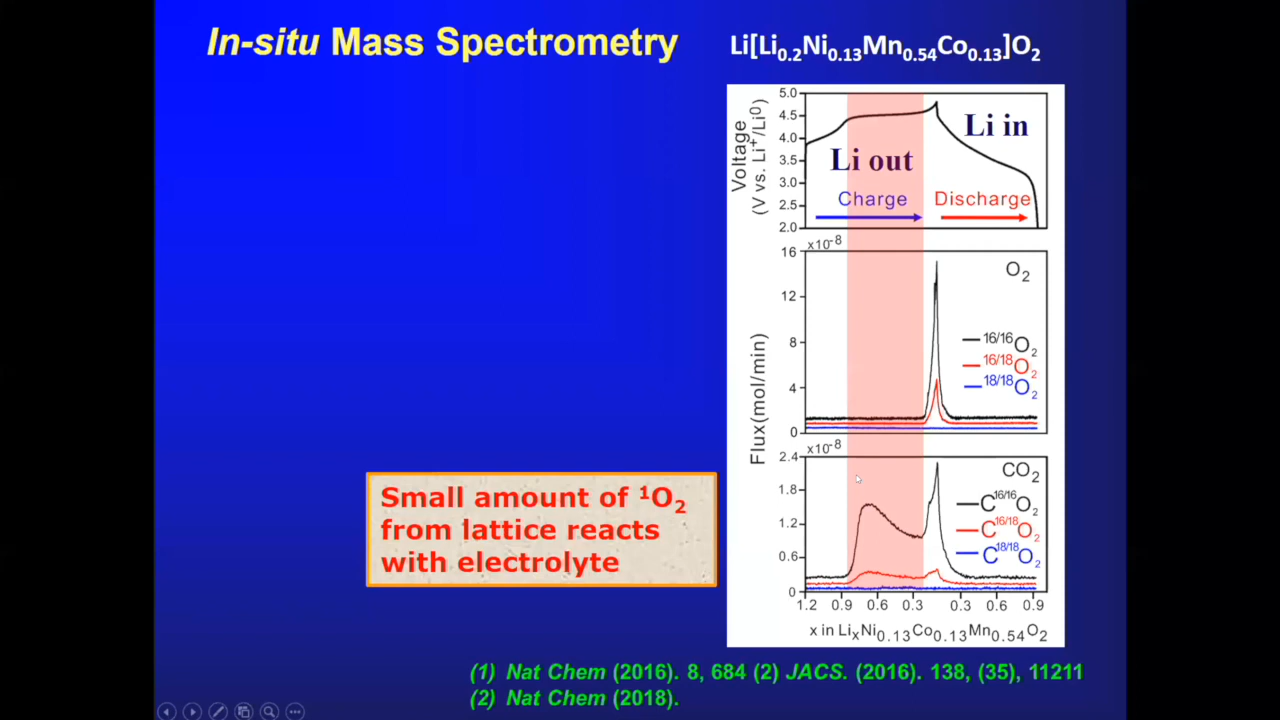 In-situ Mass Spectrometry
Li[Li0.2Ni0.13Mn0.54Co0.13]O2
Voltage
(V vs. Li+/Li0)
5.0
4.5
4.0
3.5
3.0
2.5
2.0
Li out
Li in
Charge
Discharge
Flux(mol/min)
x10-8
16
12
8
4
0
O2
16/16O2
16/18O2
18/18O2
x10-8
2.4
1.8
1.2
0.6
0
CO2
C16/16O2
C16/18O2
C18/18O2
1.2 0.9 0.6 0.3 0.3 0.6 0.9
x in LixNi0.13Co0.13Mn0.54O2
Small amount of 1O2
from lattice reacts
with electrolyte
(1) Nat Chem (2016). 8, 684 (2) JACS. (2016). 138, (35), 11211
(2) Nat Chem (2018).